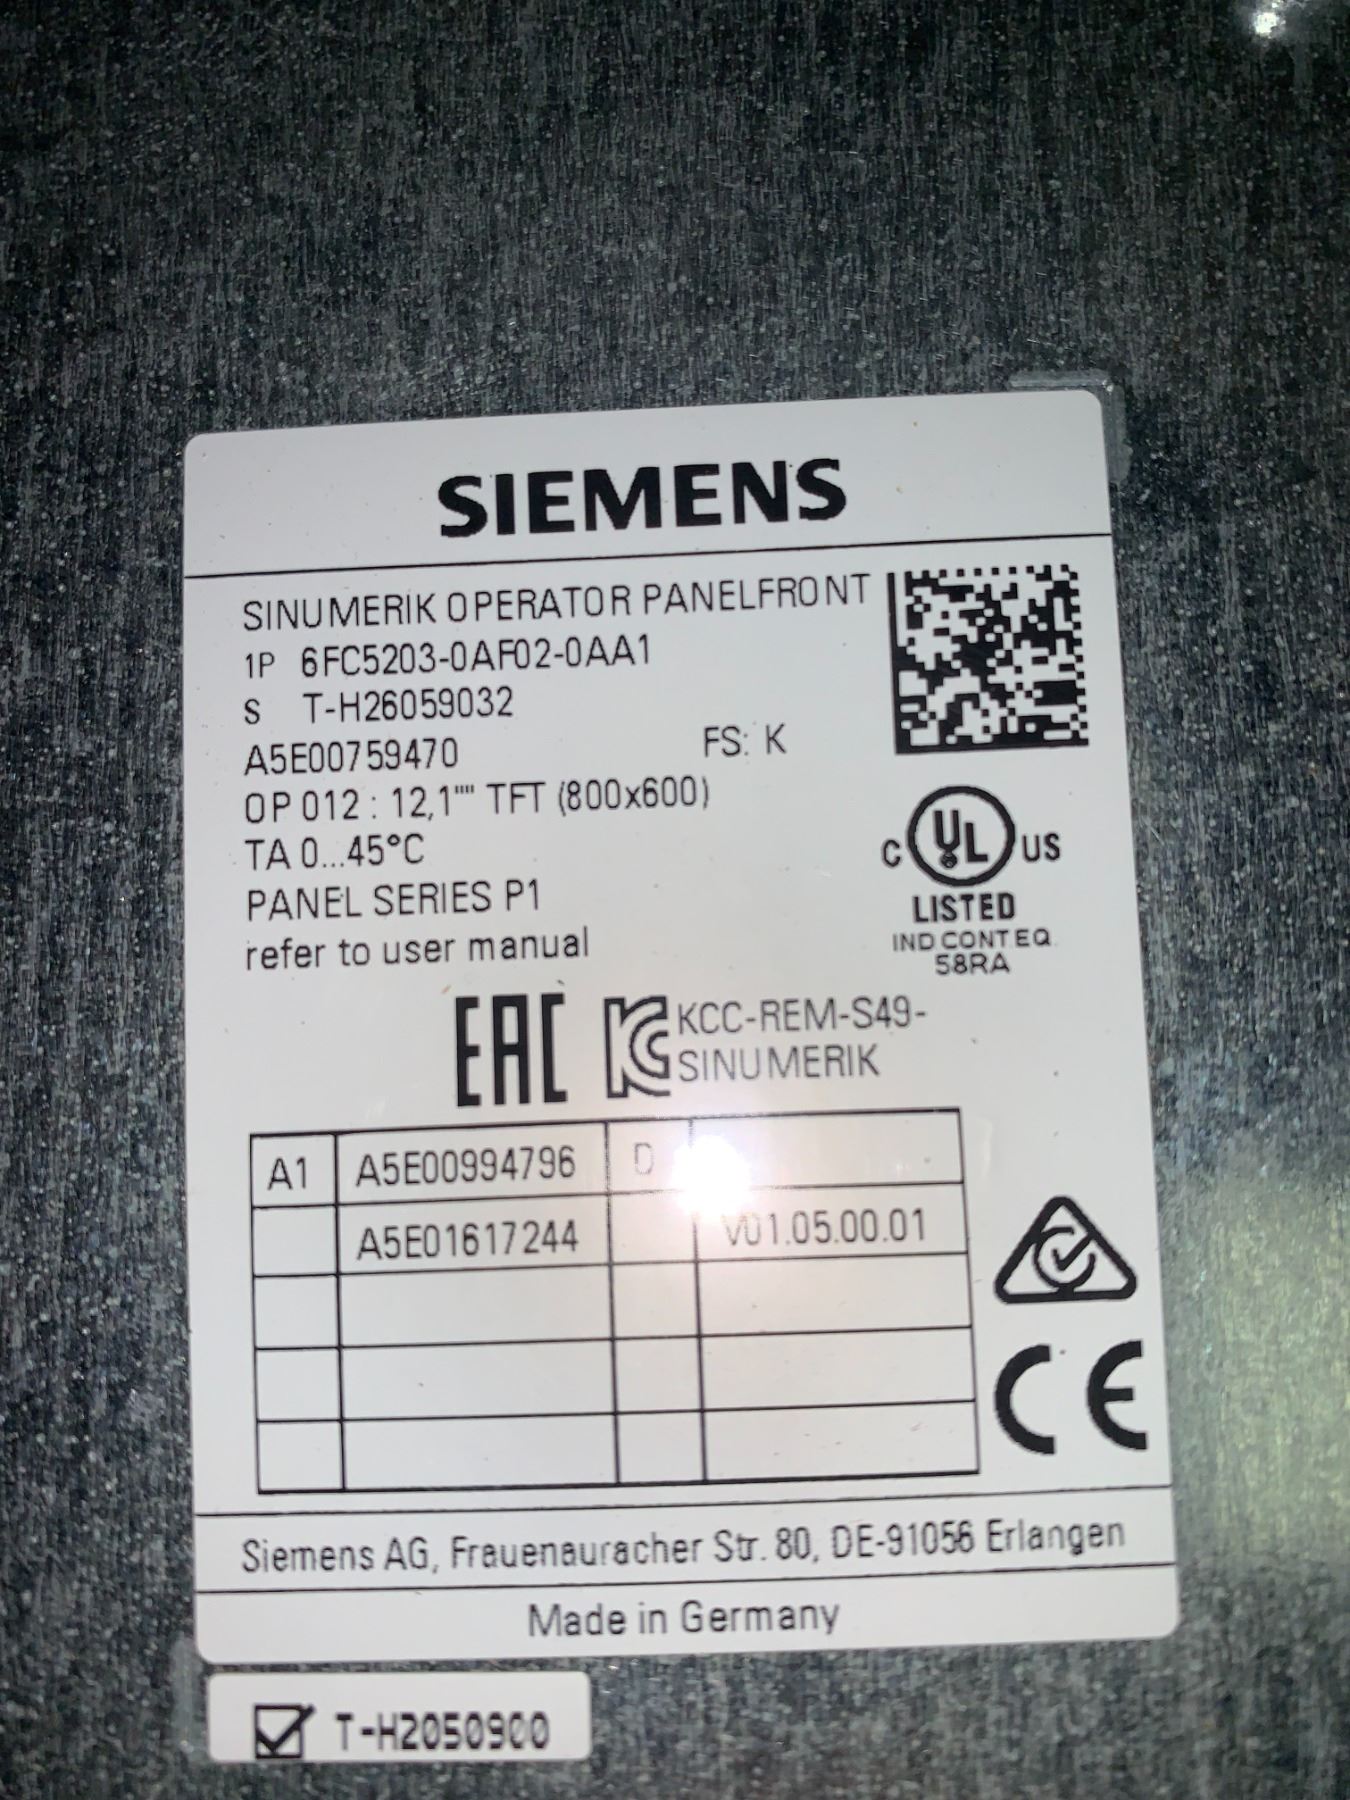 SIEMENS
SINUMERIK OPERATOR PANELFRONT
1P 6FC5203-0AF02-0AA1
S T-H26059032
A5E00759470 FS: K
OP 012 : 12,1"" TFT (800x600)
TA 0...45°C
PANEL SERIES P1
refer to user manual
C UL US
LISTED
IND CONT EQ.
58RA
EAC KC KCC-REM-S49-
SINUMERIK
A1 A5E00994796 D
A5E01617244 V01.05.00.01
CE
Siemens AG, Frauenauracher Str. 80, DE-91056 Erlangen
Made in Germany
T-H2050900